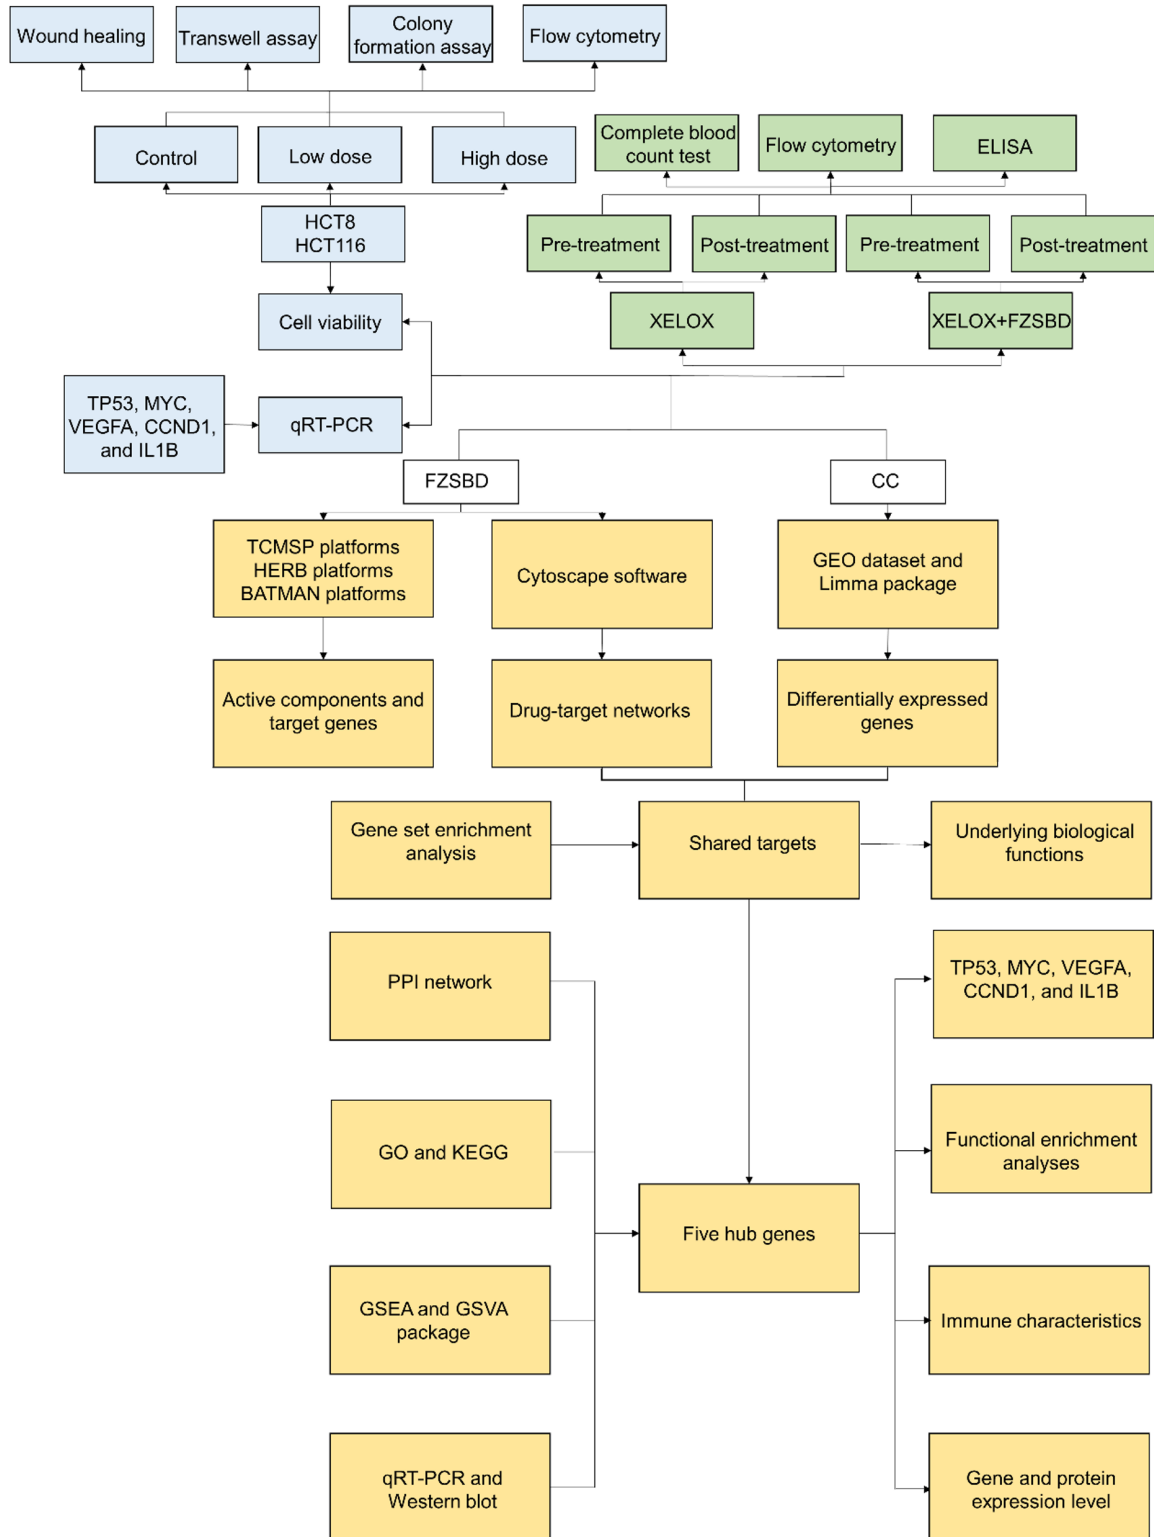 Wound healing
Transwell assay
Colony
formation assay
Flow cytometry
Control
Low dose
High dose
Complete blood
count test
Flow cytometry
ELISA
HCT8
HCT116
Pre-treatment
Post-treatment
Pre-treatment
Post-treatment
Cell viability
XELOX
XELOX+FZSBD
TP53, MYC,
VEGFA, CCND1,
and IL1B
qRT-PCR
FZSBD
CC
TCMSP platforms
HERB platforms
BATMAN platforms
Cytoscape software
GEO dataset and
Limma package
Active components and
target genes
Drug-target networks
Differentially expressed
genes
Gene set enrichment
analysis
Shared targets
Underlying biological
functions
PPI network
TP53, MYC, VEGFA,
CCND1, and IL1B
GO and KEGG
Functional enrichment
analyses
Five hub genes
GSEA and GSVA
package
Immune characteristics
qRT-PCR and
Western blot
Gene and protein
expression level